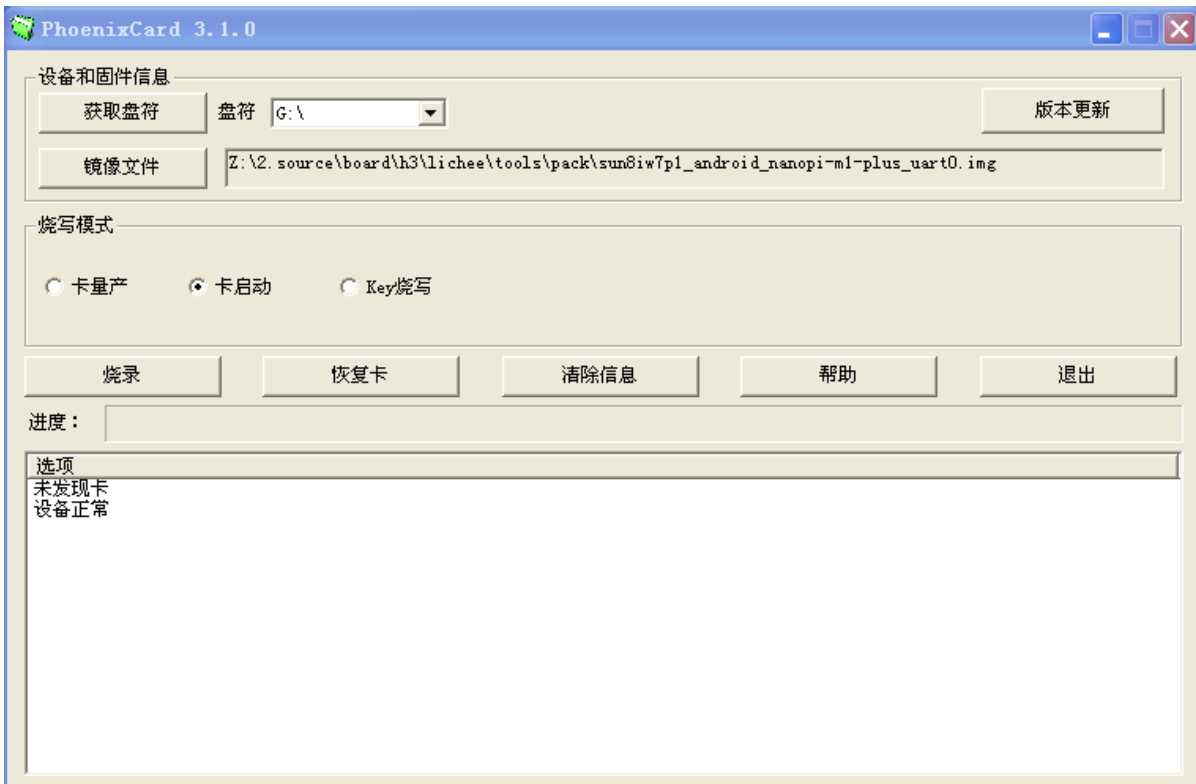 PhoenixCard 3.1.0
设备和固件信息
获取盘符 盘符 G:\ 版本更新
镜像文件 Z:\2.source\board\h3\lichee\tools\pack\sun8iw7p1_android_nanopi-m1-plus_uart0.img
烧写模式
卡量产 卡启动 Key烧写
烧录 恢复卡 清除信息 帮助 退出
进度：
选项
未发现卡
设备正常